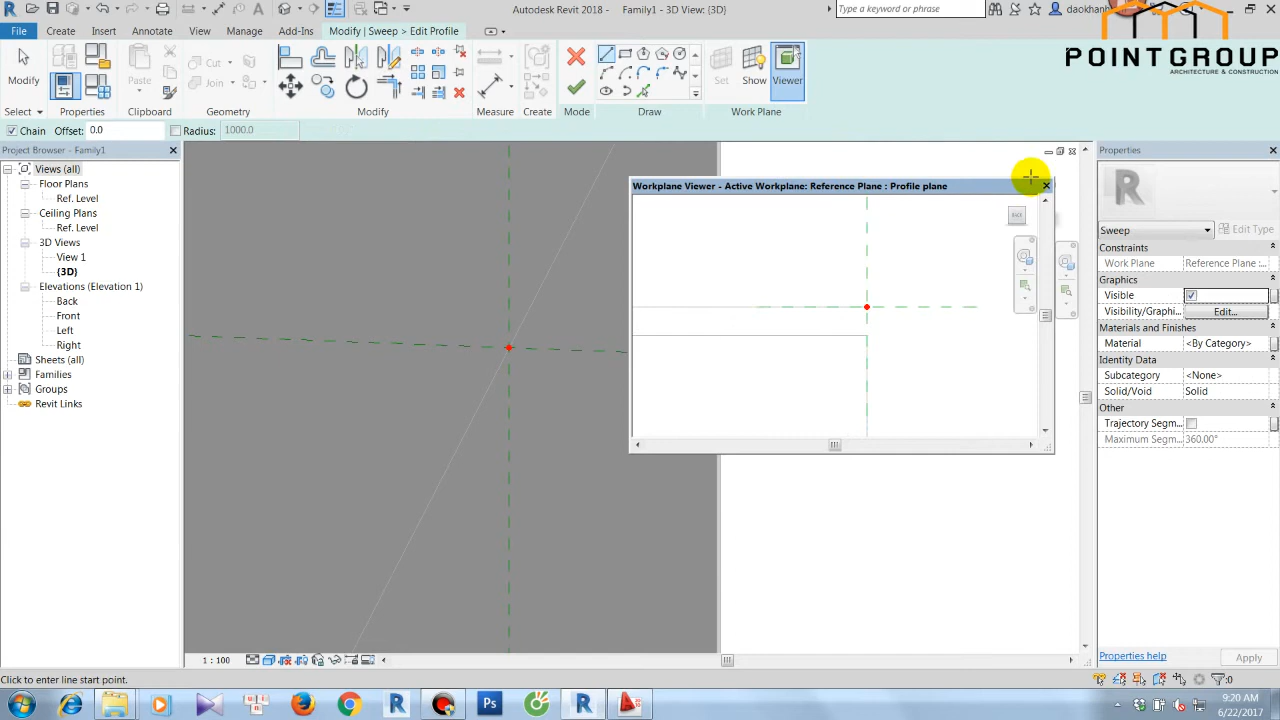 Autodesk Revit 2018 - Family1 - 3D View: {3D}
Type a keyword or phrase
File Create Insert Annotate View Manage Add-Ins Modify | Sweep > Edit Profile
POINTGROUP
ARCHITECTURE & CONSTRUCTION
Modify Paste Cut Join Set Show Viewer
Select Properties Clipboard Geometry Modify Measure Create Mode Draw Work Plane
Chain Offset: 0.0 Radius: 1000.0
Project Browser - Family1
Views (all)
Floor Plans
Ref. Level
Ceiling Plans
Ref. Level
3D Views
View 1
{3D}
Elevations (Elevation 1)
Back
Front
Left
Right
Sheets (all)
Families
Groups
Revit Links
Workplane Viewer - Active Workplane: Reference Plane : Profile plane
BACK
Properties
R
Sweep Edit Type
Constraints
Work Plane Reference Plane :...
Graphics
Visible
Visibility/Graphi... Edit...
Materials and Finishes
Material <By Category>
Identity Data
Subcategory <None>
Solid/Void Solid
Other
Trajectory Segm...
Maximum Segm... 360.00°
Properties help Apply
1 : 100
Click to enter line start point.
:0
9:20 AM
6/22/2017